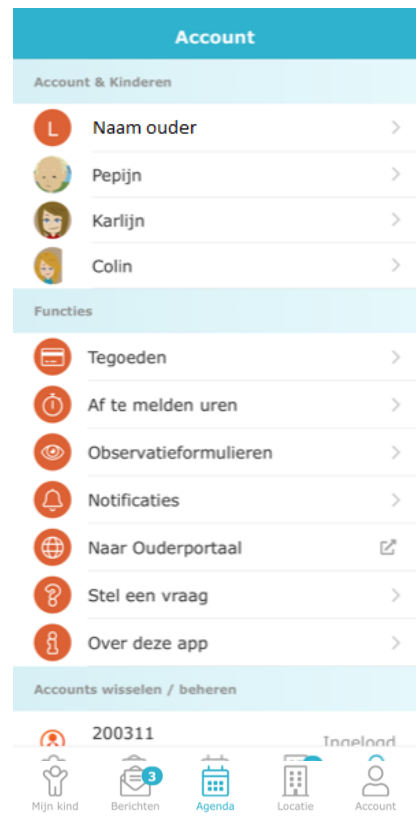 Account
Account & Kinderen
L Naam ouder
Pepijn
Karlijn
Colin
Functies
Tegoeden
Af te melden uren
Observatieformulieren
Notificaties
Naar Ouderportaal
Stel een vraag
Over deze app
Accounts wisselen / beheren
200311
Ingelogd
3
Mijn kind Berichten Agenda Locatie Account